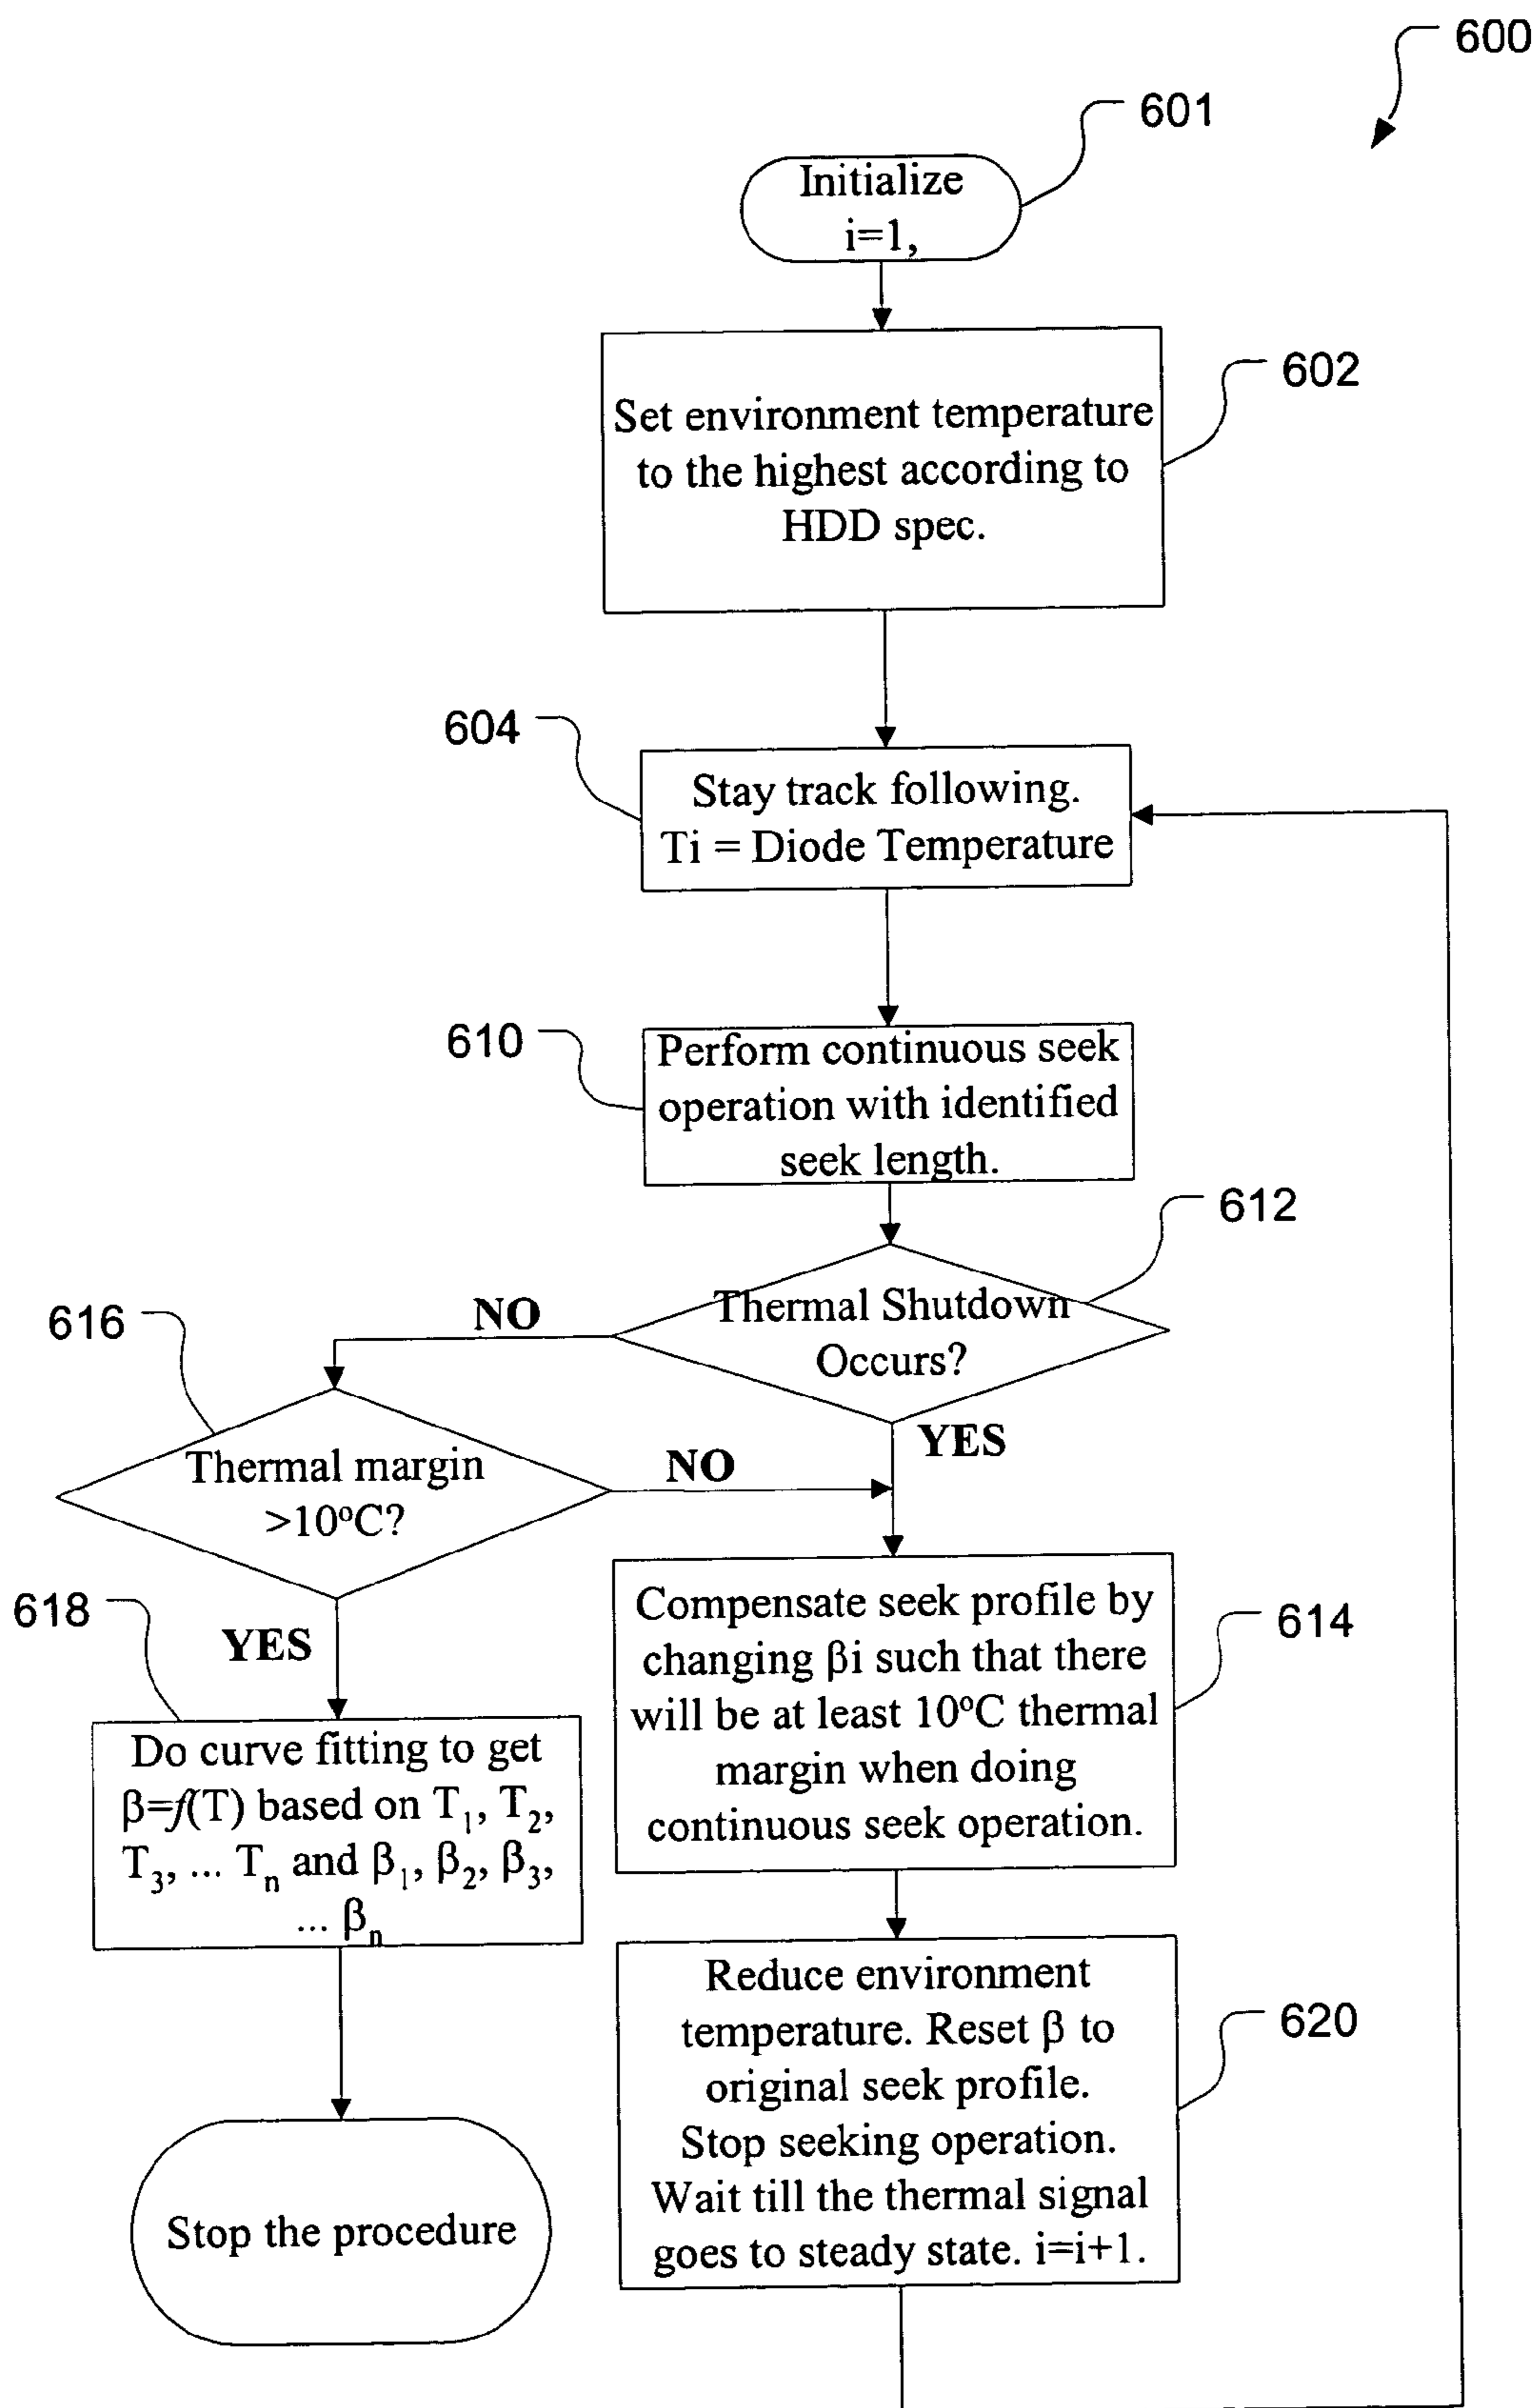 600
601
Initialize
i=1,
602
Set environment temperature
to the highest according to
HDD spec.
604
Stay track following.
Ti = Diode Temperature
610
Perform continuous seek
operation with identified
seek length.
612
Thermal Shutdown
Occurs?
NO
YES
616
Thermal margin
>10°C?
NO
YES
614
Compensate seek profile by
changing βi such that there
will be at least 10°C thermal
margin when doing
continuous seek operation.
618
Do curve fitting to get
β=f(T) based on T₁, T₂,
T₃, ... Tₙ and β₁, β₂, β₃,
... βₙ
620
Reduce environment
temperature. Reset β to
original seek profile.
Stop seeking operation.
Wait till the thermal signal
goes to steady state. i=i+1.
Stop the procedure